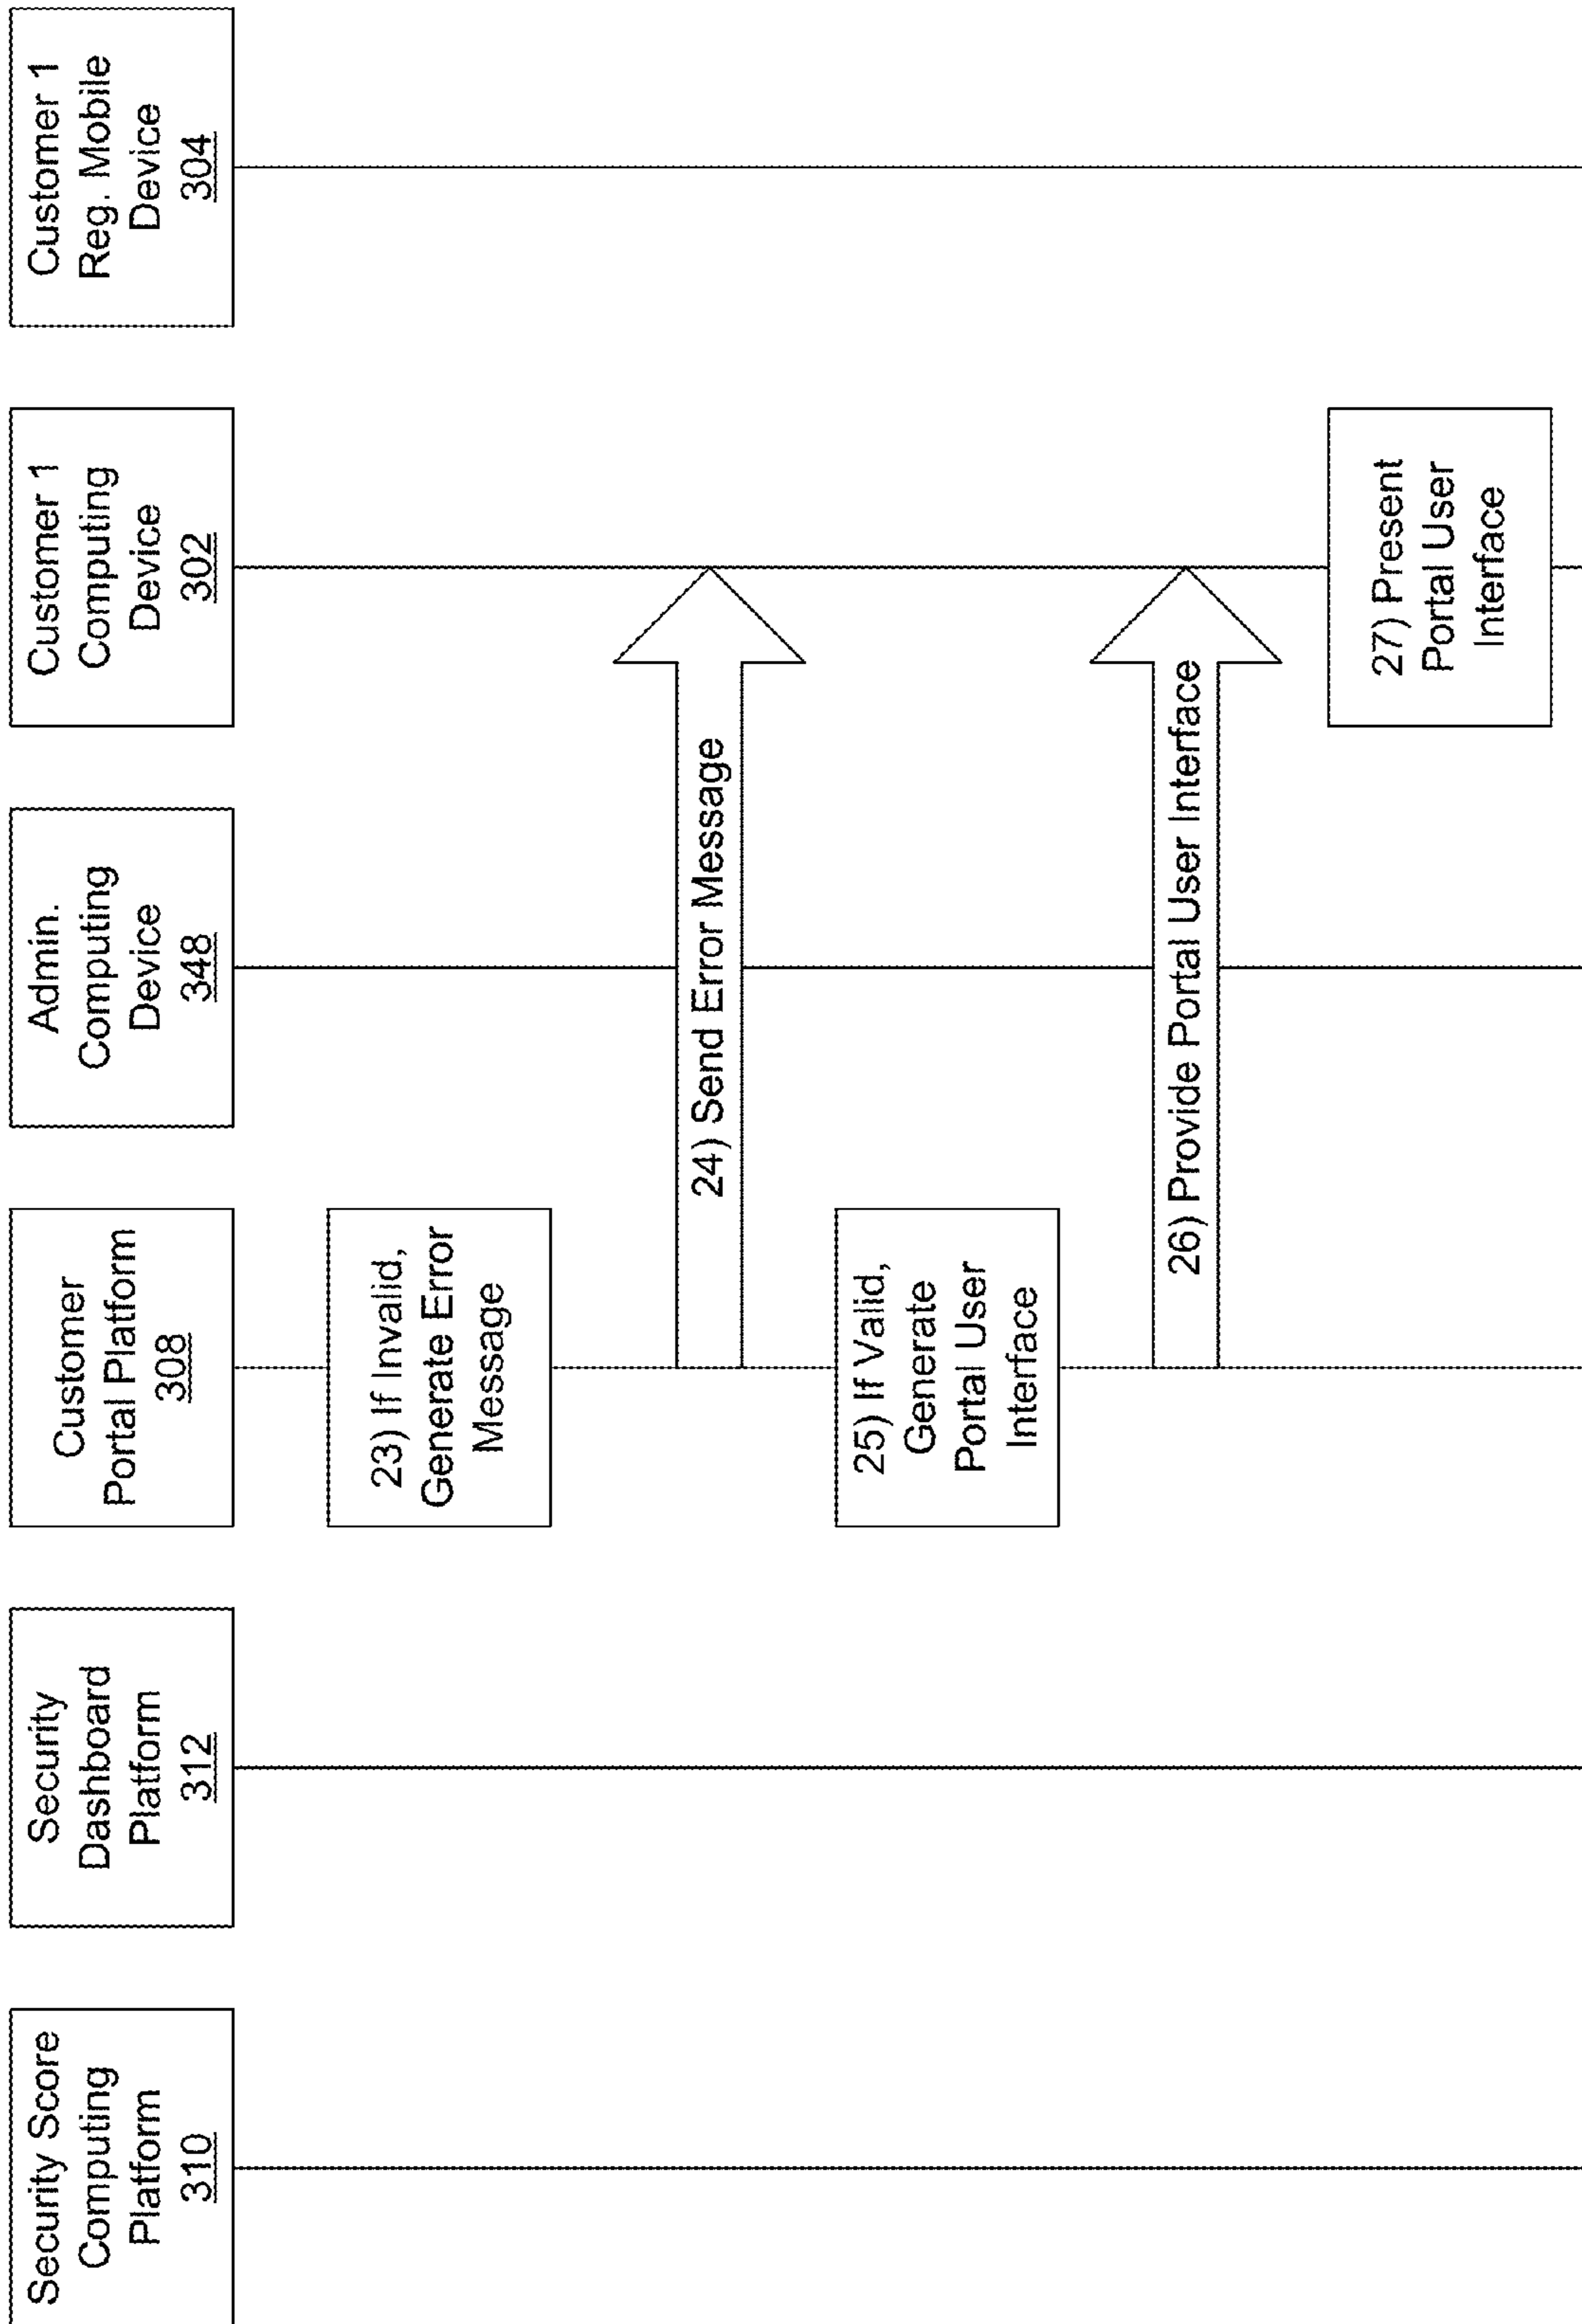 Security Score
Computing
Platform
310
Security
Dashboard
Platform
312
Customer
Portal Platform
308
Admin.
Computing
Device
348
Customer 1
Computing
Device
302
Customer 1
Reg. Mobile
Device
304
23) If Invalid,
Generate Error
Message
24) Send Error Message
25) If Valid,
Generate
Portal User
Interface
26) Provide Portal User Interface
27) Present
Portal User
Interface